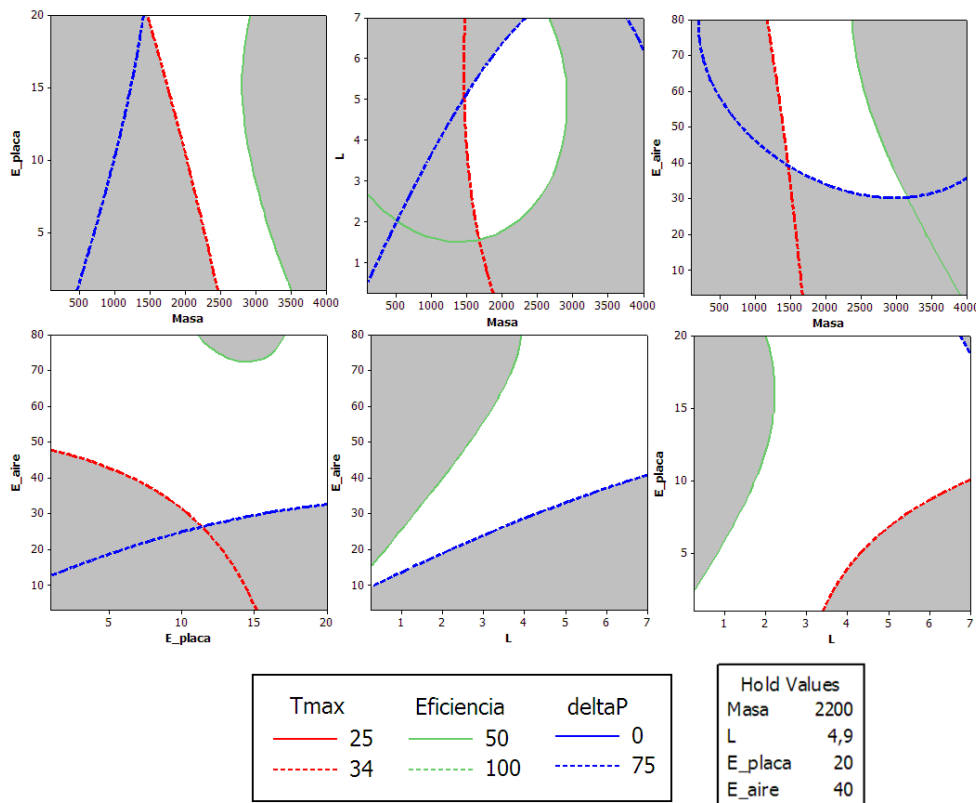 20
15
10
5
E_placa
500 1000 1500 2000 2500 3000 3500 4000
Masa
7
6
5
4
3
2
1
L
500 1000 1500 2000 2500 3000 3500 4000
Masa
80
70
60
50
40
30
20
10
E_aire
500 1000 1500 2000 2500 3000 3500 4000
Masa
80
70
60
50
40
30
20
10
E_aire
5 10 15 20
E_placa
80
70
60
50
40
30
20
10
E_aire
1 2 3 4 5 6 7
L
20
15
10
5
E_placa
1 2 3 4 5 6 7
L
Tmax Eficiencia deltaP
25 50 0
34 100 75
Hold Values
Masa 2200
L 4,9
E_placa 20
E_aire 40